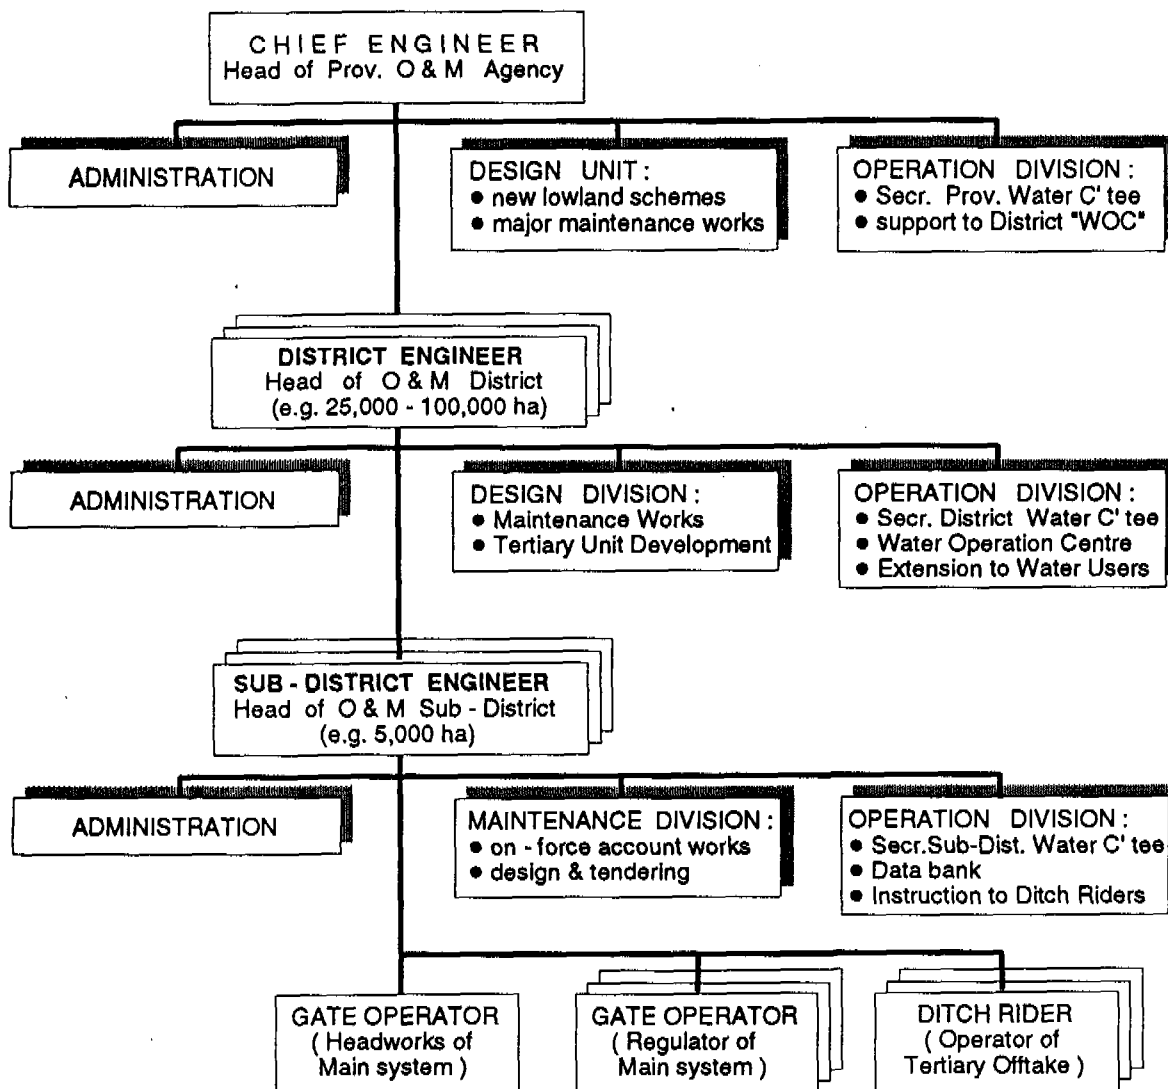 CHIEF ENGINEER
Head of Prov. O & M Agency
ADMINISTRATION
DESIGN UNIT :
● new lowland schemes
● major maintenance works
OPERATION DIVISION :
● Secr. Prov. Water C' tee
● support to District "WOC"
DISTRICT ENGINEER
Head of O & M District
(e.g. 25,000 - 100,000 ha)
ADMINISTRATION
DESIGN DIVISION :
● Maintenance Works
● Tertiary Unit Development
OPERATION DIVISION :
● Secr. District Water C' tee
● Water Operation Centre
● Extension to Water Users
SUB - DISTRICT ENGINEER
Head of O & M Sub - District
(e.g. 5,000 ha)
ADMINISTRATION
MAINTENANCE DIVISION :
● on - force account works
● design & tendering
OPERATION DIVISION :
● Secr.Sub-Dist. Water C' tee
● Data bank
● Instruction to Ditch Riders
GATE OPERATOR
( Headworks of
Main system )
GATE OPERATOR
( Regulator of
Main system )
DITCH RIDER
( Operator of
Tertiary Offtake )